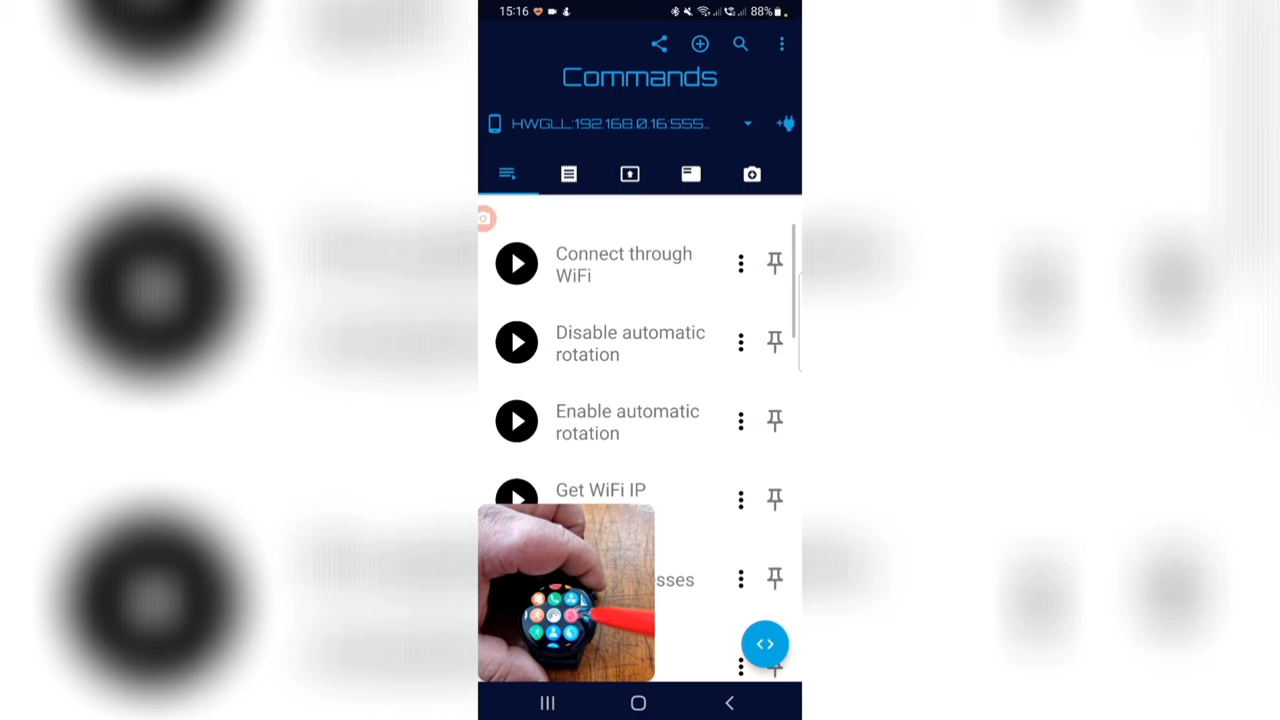 15:16
88%
Commands
HWGLL:192.168.0.16:555..
Connect through
WiFi
Disable automatic
rotation
Enable automatic
rotation
Get WiFi IP
sses